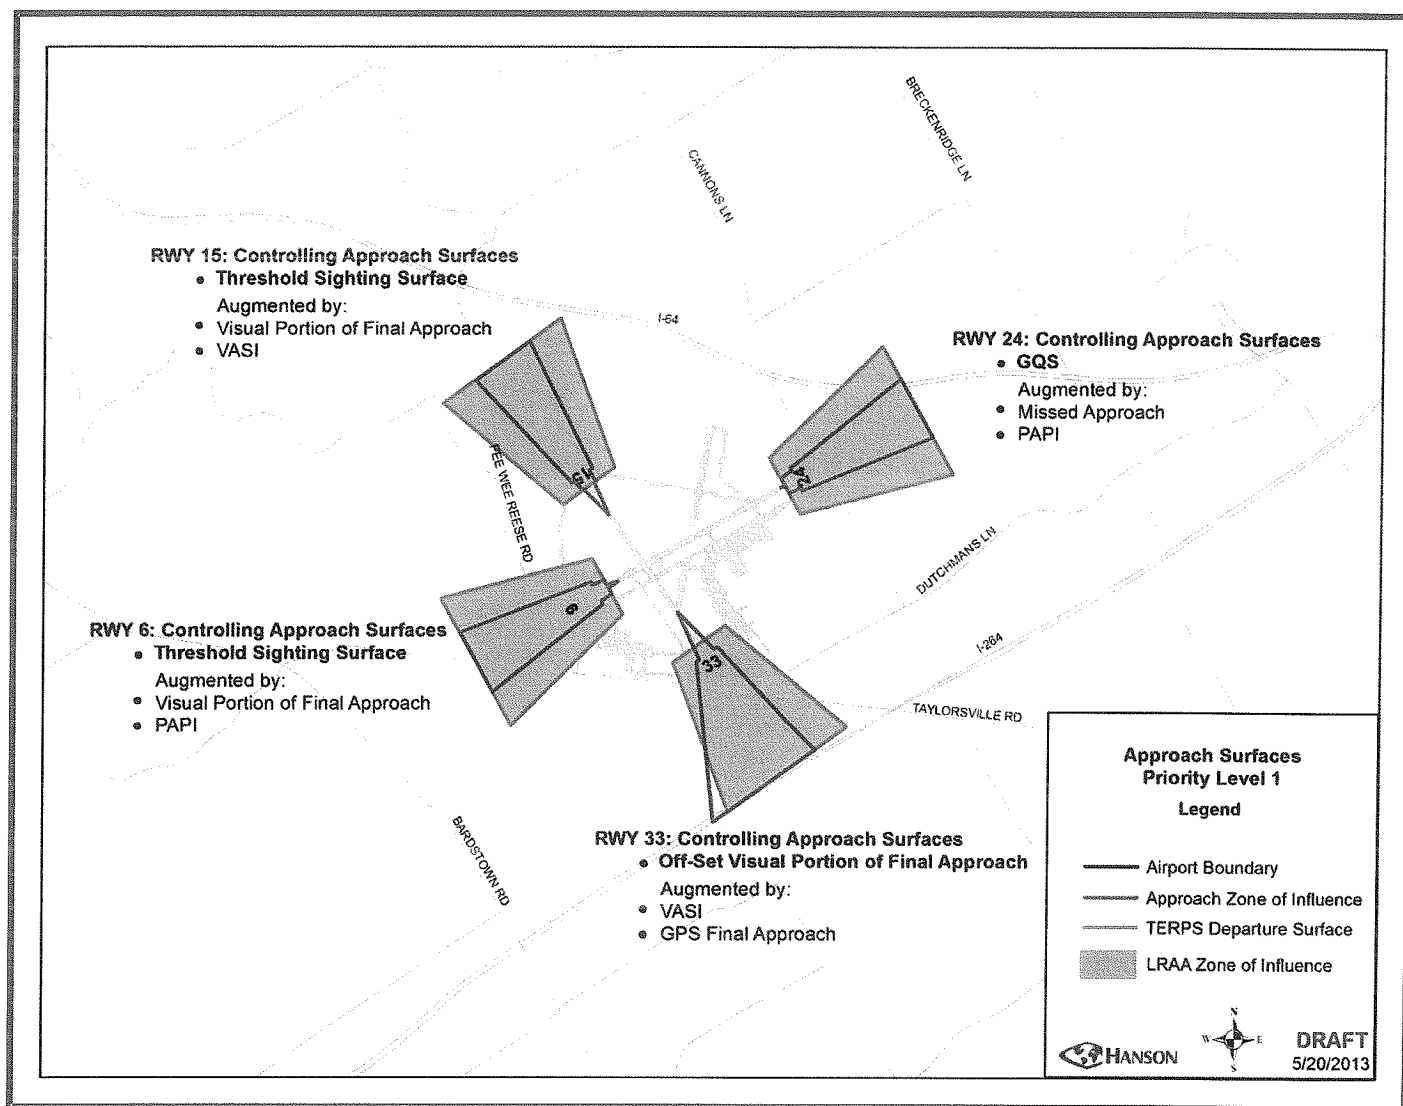 BRECKENRIDGE LN
CANNONS LN
RWY 15: Controlling Approach Surfaces
• Threshold Sighting Surface
Augmented by:
• Visual Portion of Final Approach
• VASI
I-64
RWY 24: Controlling Approach Surfaces
• GQS
Augmented by:
• Missed Approach
• PAPI
15
24
PEE WEE REESE RD
DUTCHMANS LN
6
RWY 6: Controlling Approach Surfaces
• Threshold Sighting Surface
Augmented by:
• Visual Portion of Final Approach
• PAPI
33
I-264
TAYLORSVILLE RD
BARDSTOWN RD
RWY 33: Controlling Approach Surfaces
• Off-Set Visual Portion of Final Approach
Augmented by:
• VASI
• GPS Final Approach
Approach Surfaces
Priority Level 1
Legend
Airport Boundary
Approach Zone of Influence
TERPS Departure Surface
LRAA Zone of Influence
N
W E
S
HANSON
DRAFT
5/20/2013